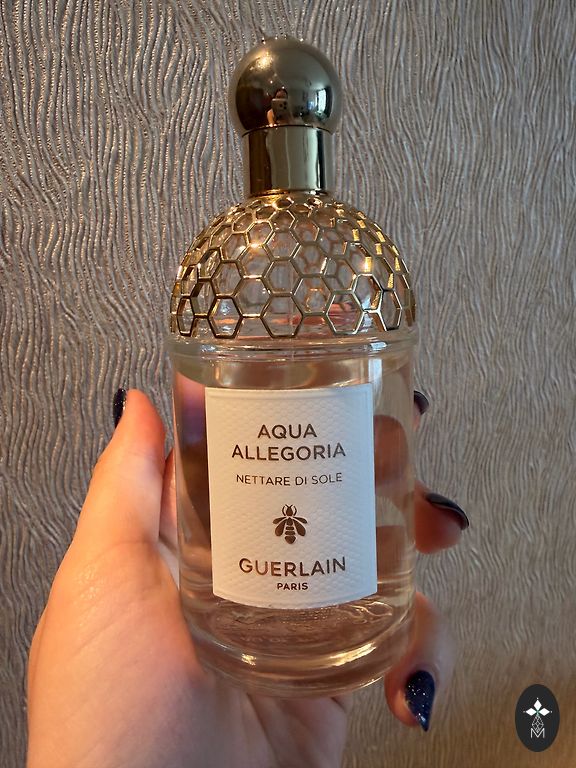 AQUA
ALLEGORIA
NETTARE DI SOLE
GUERLAIN
PARIS
M